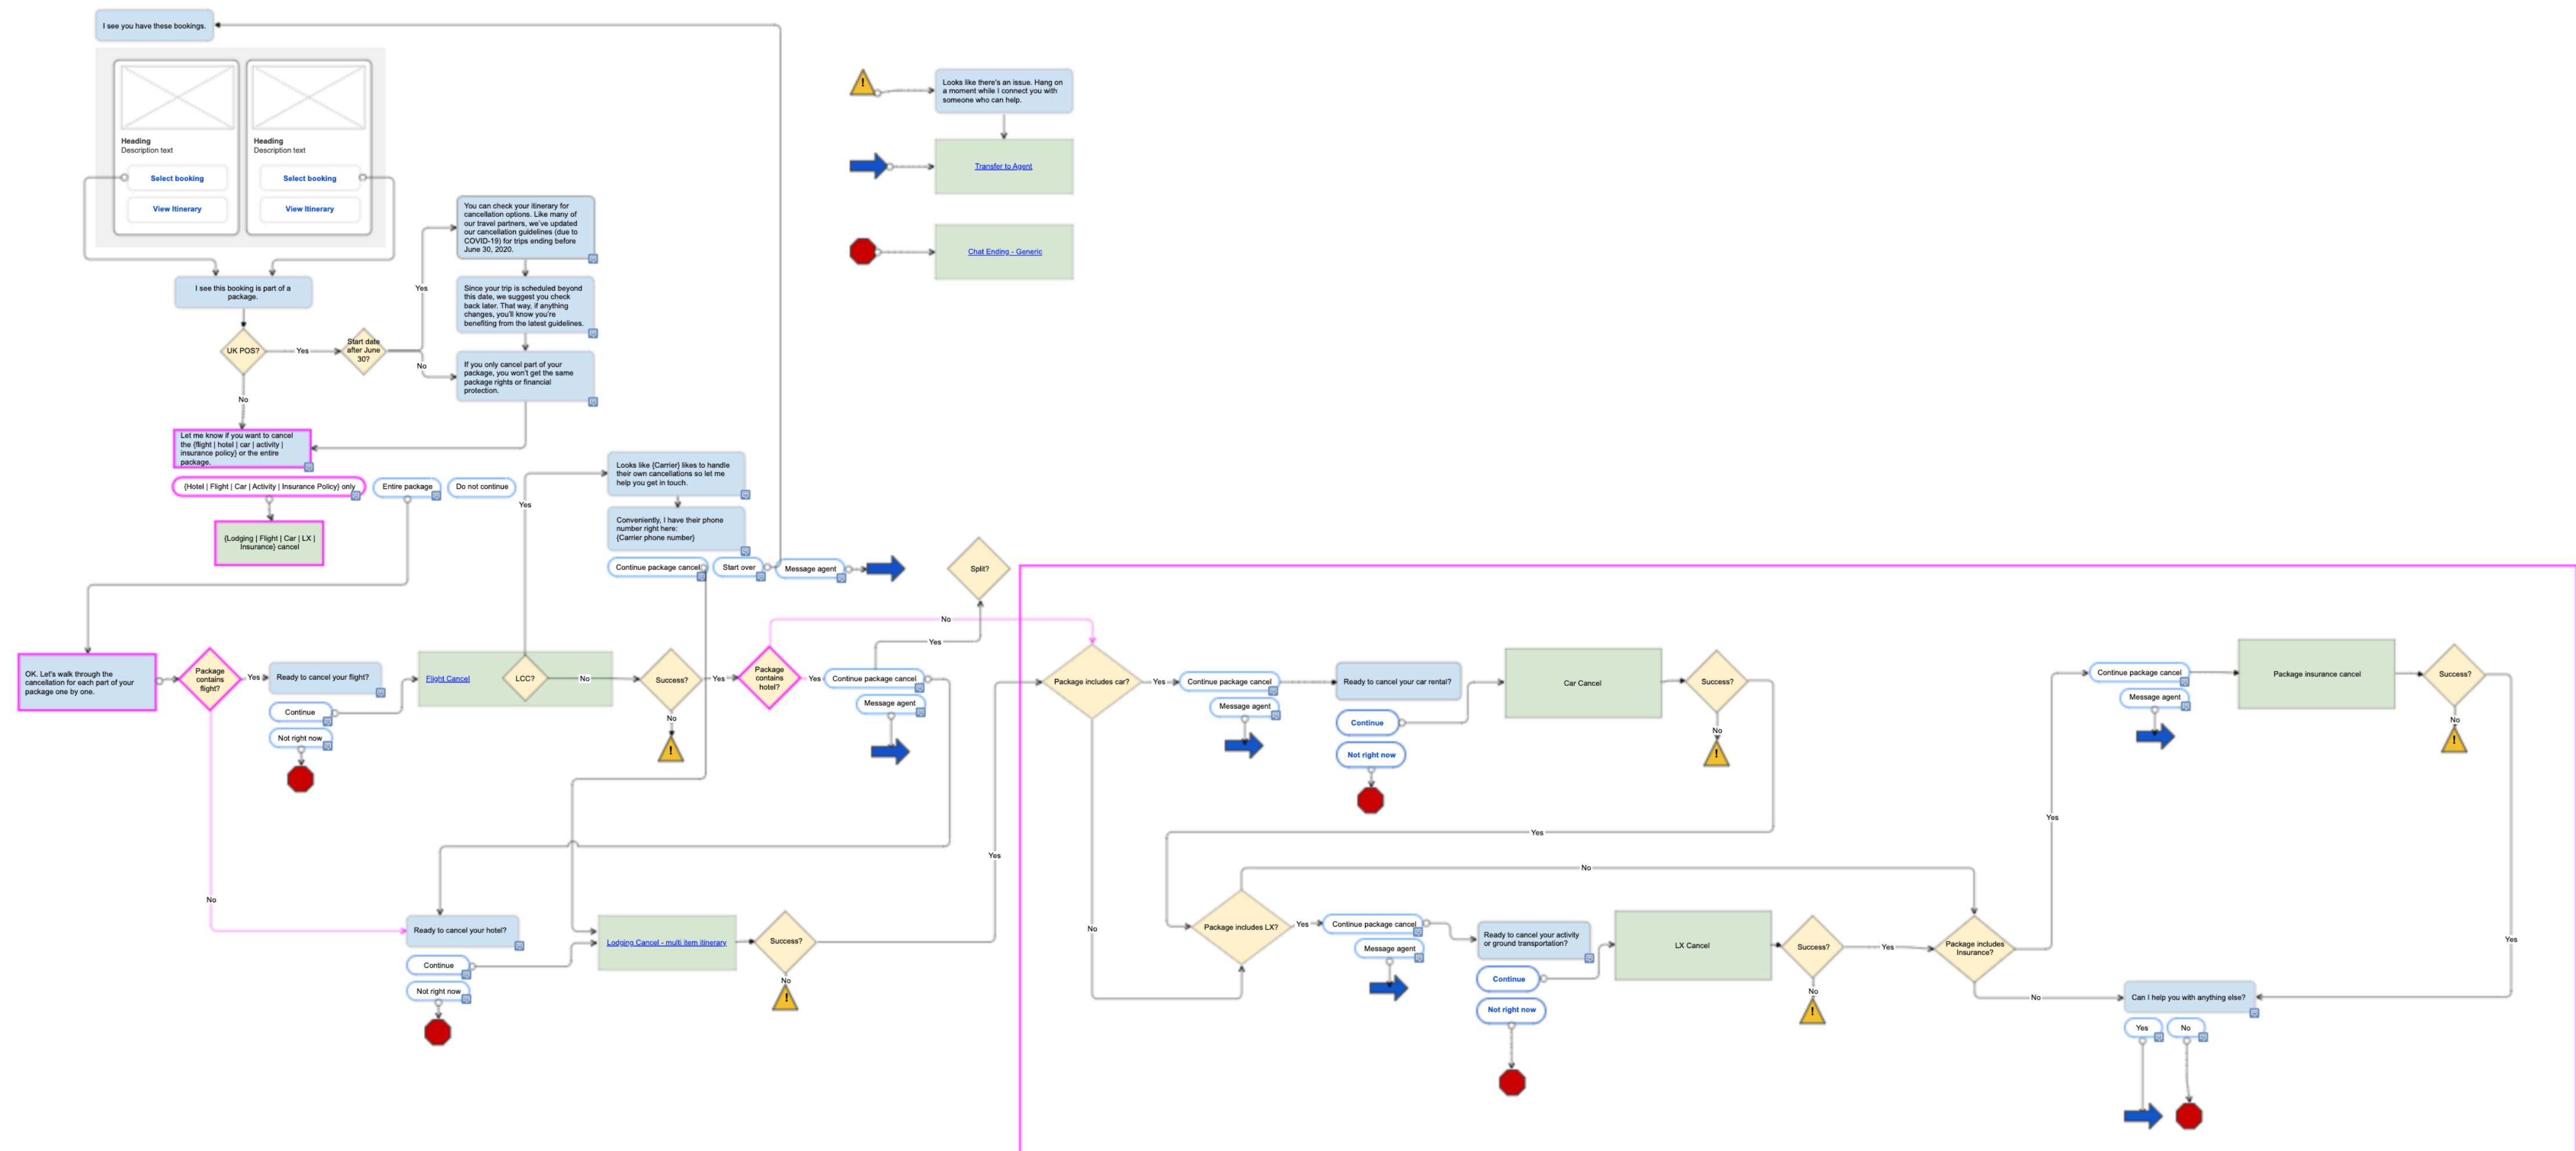 I see you have these bookings.
Heading
Description text
Select booking
View Itinerary
Heading
Description text
Select booking
View Itinerary
I see this booking is part of a
package.
UK POS?
Yes
Start date
after June
30?
Yes
No
No
You can check your itinerary for
cancellation options. Like many of
our travel partners, we've updated
our cancellation guidelines (due to
COVID-19) for trips ending before
June 30, 2020.
Since your trip is scheduled beyond
this date, we suggest you check
back later. That way, if anything
changes, you'll know you're
benefiting from the latest guidelines.
If you only cancel part of your
package, you won't get the same
package rights or financial
protection.
!
Looks like there's an issue. Hang on
a moment while I connect you with
someone who can help.
Transfer to Agent
Chat Ending - Generic
Let me know if you want to cancel
the {flight | hotel | car | activity |
insurance policy} or the entire
package.
{Hotel | Flight | Car | Activity | Insurance Policy} only
Entire package
Do not continue
{Lodging | Flight | Car | LX |
Insurance} cancel
Looks like {Carrier} likes to handle
their own cancellations so let me
help you get in touch.
Conveniently, I have their phone
number right here:
{Carrier phone number}
Continue package cancel
Start over
Message agent
Split?
OK. Let's walk through the
cancellation for each part of your
package one by one.
Package
contains
flight?
Yes
No
Ready to cancel your flight?
Continue
Not right now
Flight Cancel
LCC?
Yes
No
Success?
Yes
No
!
Package
contains
hotel?
No
Yes
Continue package cancel
Yes
Message agent
Ready to cancel your hotel?
Continue
Not right now
Lodging Cancel - multi item itinerary
Success?
Yes
No
!
Package includes car?
Yes
No
Continue package cancel
Message agent
Ready to cancel your car rental?
Continue
Not right now
Car Cancel
Success?
No
!
Yes
Package includes LX?
No
Yes
Continue package cancel
Message agent
Ready to cancel your activity
or ground transportation?
Continue
Not right now
LX Cancel
Success?
Yes
No
!
Package includes
Insurance?
Yes
No
Continue package cancel
Message agent
Package insurance cancel
Success?
No
!
Yes
Can I help you with anything else?
Yes
No